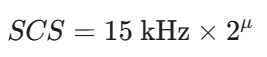 SCS = 15 kHz × 2^μ